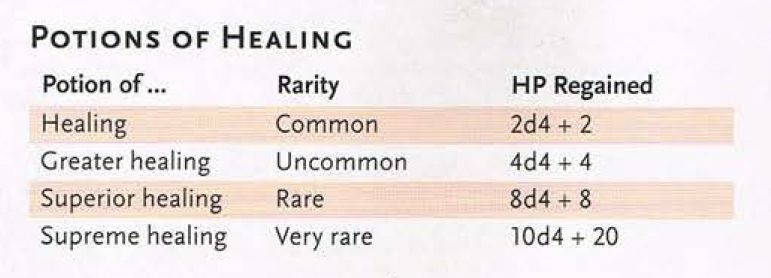 POTIONS OF HEALING
Potion of ... Rarity HP Regained
Healing Common 2d4 + 2
Greater healing Uncommon 4d4 + 4
Superior healing Rare 8d4 + 8
Supreme healing Very rare 10d4 + 20